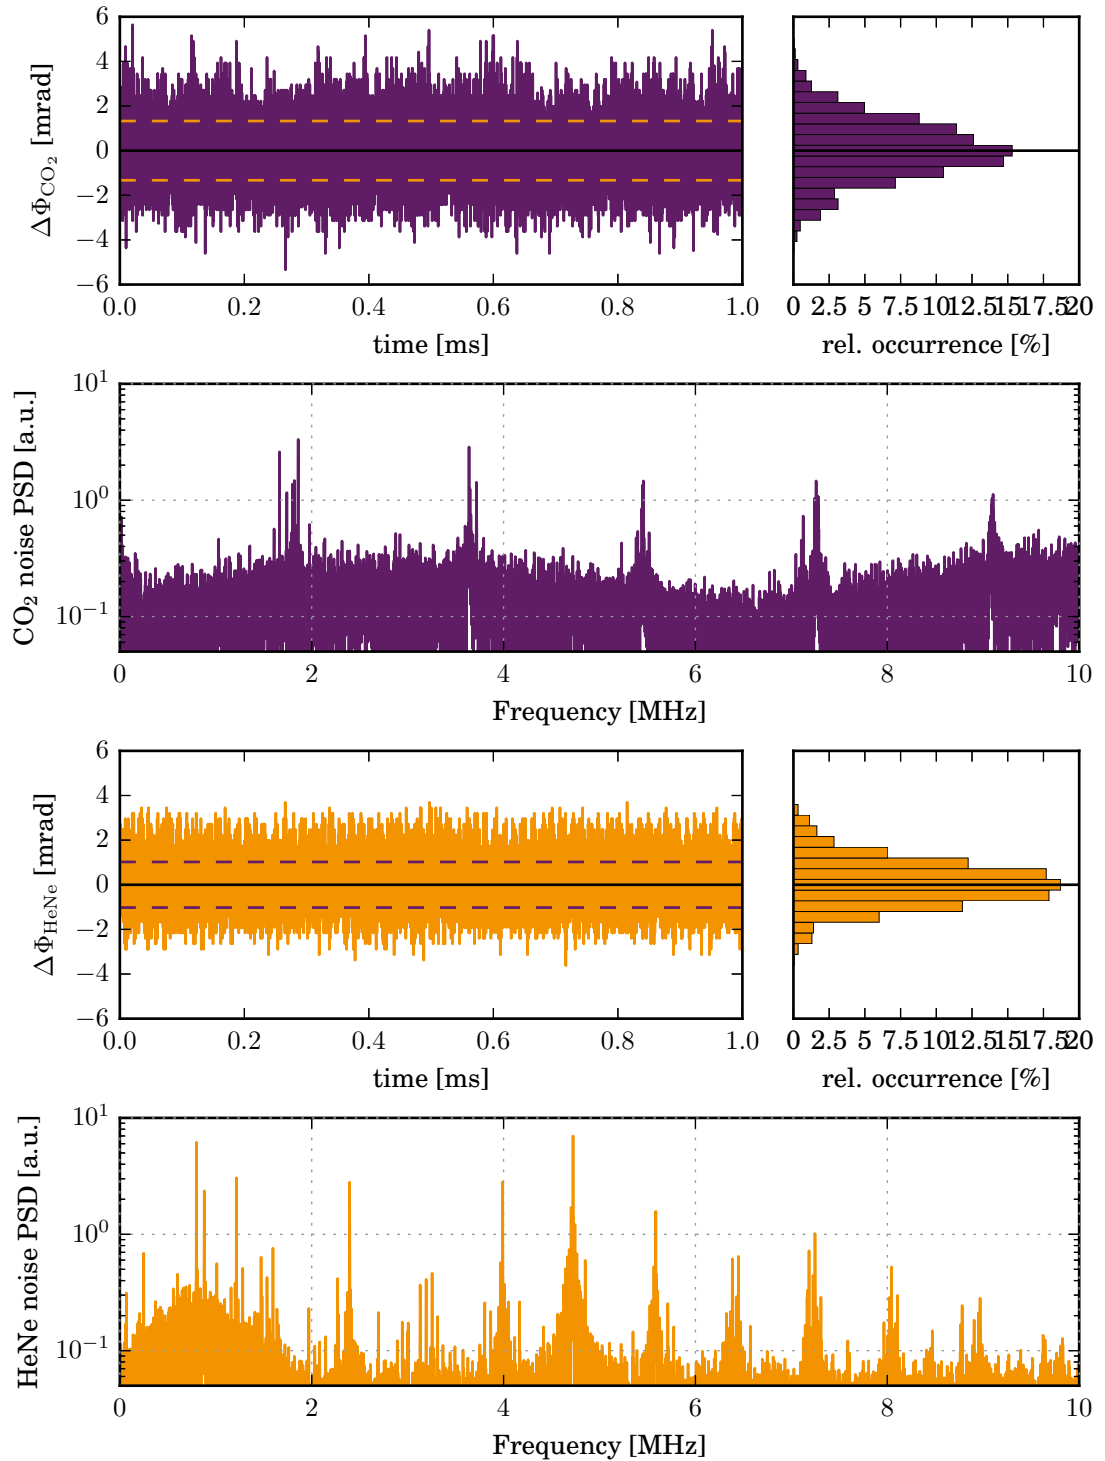 6
4
2
0
−2
−4
−6
ΔΦ_CO₂ [mrad]
0.0 0.2 0.4 0.6 0.8 1.0
time [ms]
0 2.5 5 7.5 10 12.5 15 17.5 20
rel. occurrence [%]
10¹
10⁰
10⁻¹
CO₂ noise PSD [a.u.]
0 2 4 6 8 10
Frequency [MHz]
6
4
2
0
−2
−4
−6
ΔΦ_HeNe [mrad]
0.0 0.2 0.4 0.6 0.8 1.0
time [ms]
0 2.5 5 7.5 10 12.5 15 17.5 20
rel. occurrence [%]
10¹
10⁰
10⁻¹
HeNe noise PSD [a.u.]
0 2 4 6 8 10
Frequency [MHz]